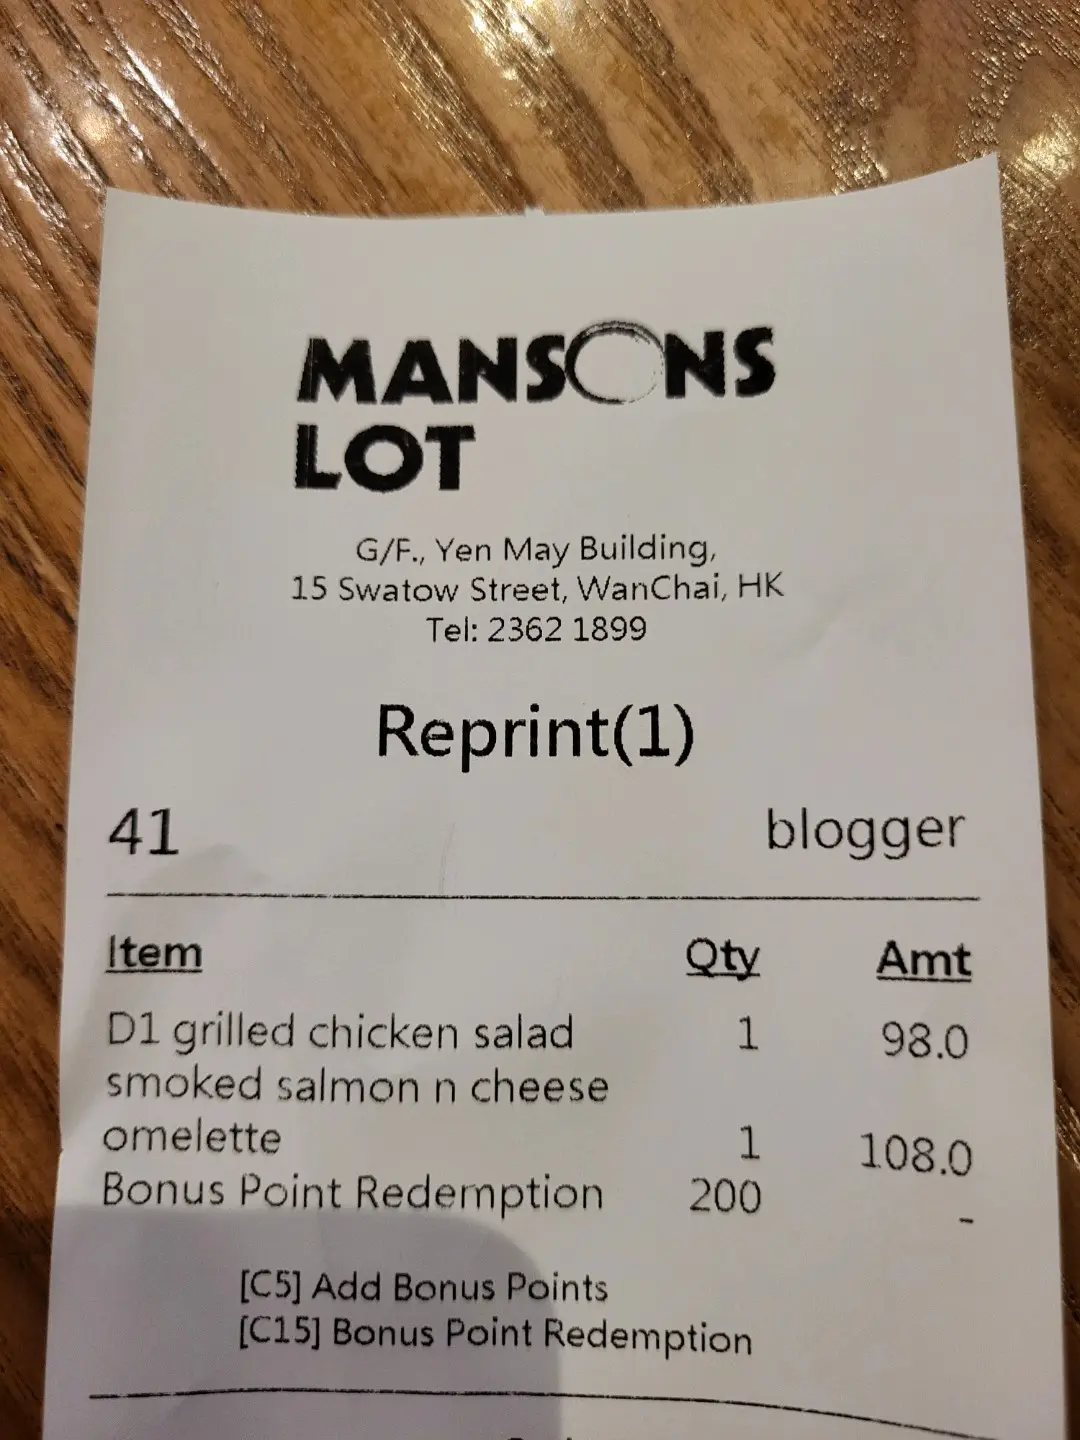 MANSONS
LOT
G/F., Yen May Building,
15 Swatow Street, WanChai, HK
Tel: 2362 1899
Reprint(1)
41 blogger
Item Qty Amt
D1 grilled chicken salad 1 98.0
smoked salmon n cheese
omelette 1 108.0
Bonus Point Redemption 200 -
[C5] Add Bonus Points
[C15] Bonus Point Redemption